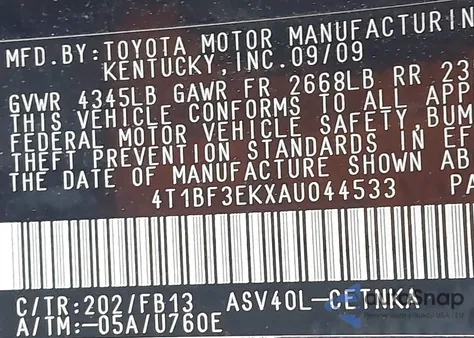 MFD.BY:TOYOTA MOTOR MANUFACTURIN
KENTUCKY,INC.09/09
GVWR 4345LB GAWR FR 2668LB RR 23
THIS VEHICLE CONFORMS TO ALL APP
FEDERAL MOTOR VEHICLE SAFETY,BUM
THEFT PREVENTION STANDARDS IN EF
THE DATE OF MANUFACTURE SHOWN AB
4T1BF3EKXAU044533 PA
C/TR:202/FB13 ASV40L-CETNKA
A/TM:-05A/U760E
AutoSnap